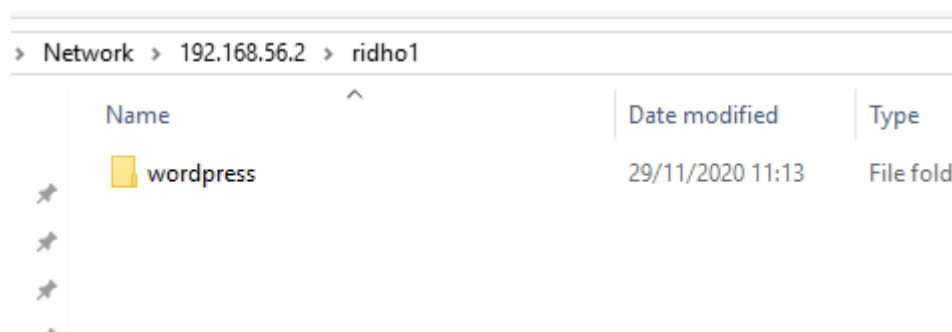 > Network > 192.168.56.2 > ridho1
Name Date modified Type
wordpress 29/11/2020 11:13 File fold